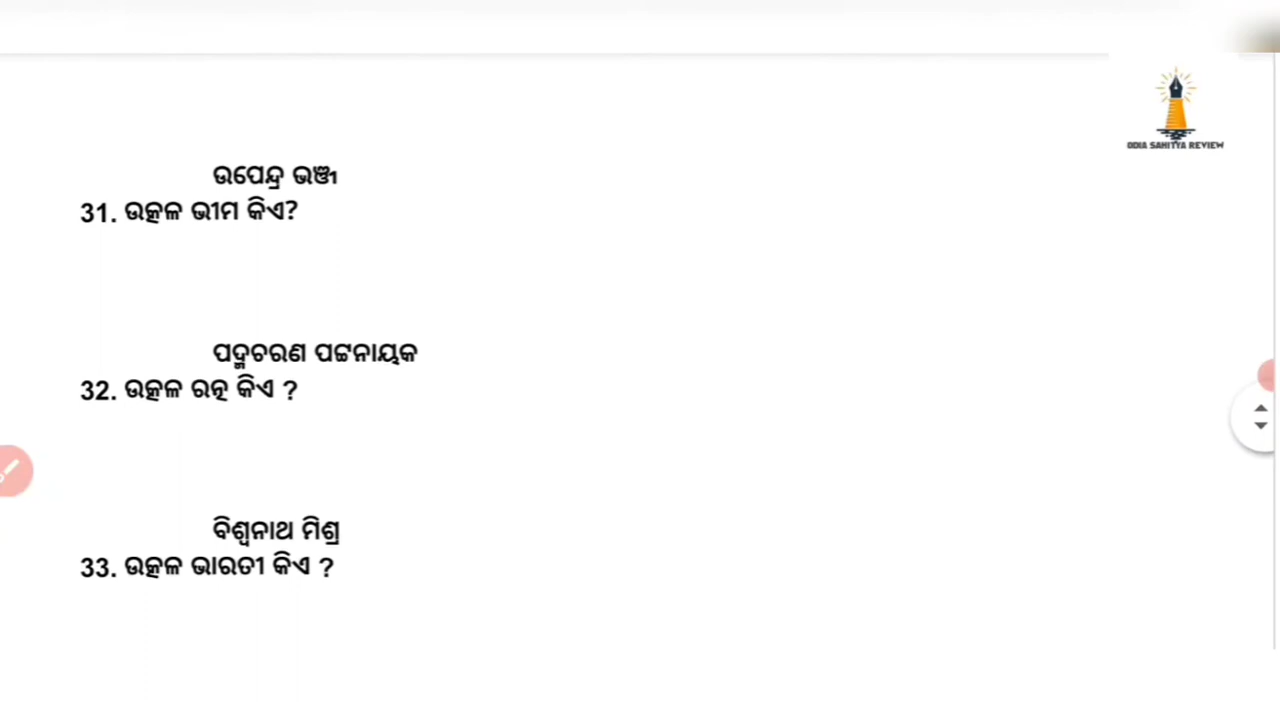 ODIA SAHITYA REVIEW
ଉପେନ୍ଦ୍ର ଭଞ୍ଜ
31. ଉତ୍କଳ ଭୀମ କିଏ?
ପଦ୍ମଚରଣ ପଟ୍ଟନାୟକ
32. ଉତ୍କଳ ରତ୍ନ କିଏ ?
ବିଶ୍ୱନାଥ ମିଶ୍ର
33. ଉତ୍କଳ ଭାରତୀ କିଏ ?